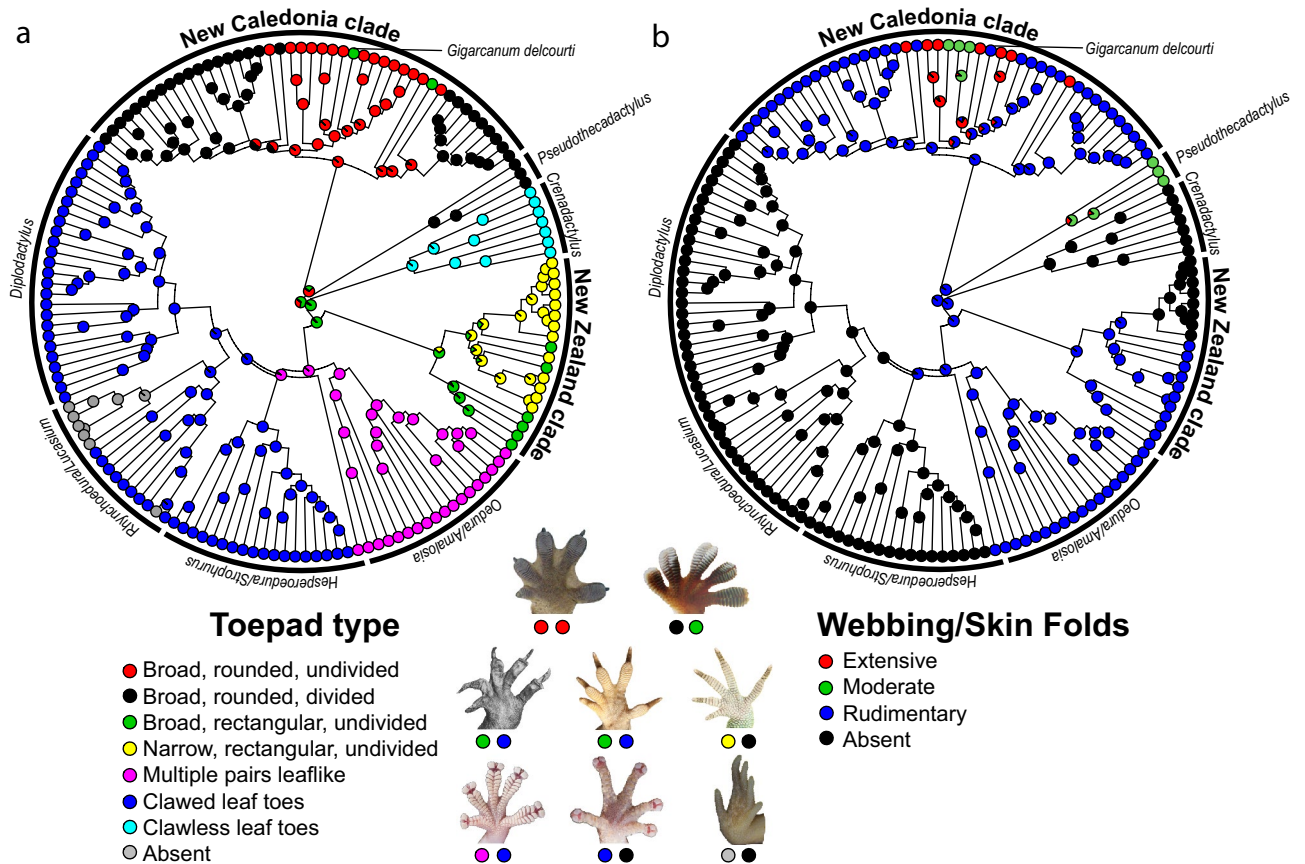 a
New Caledonia clade
Gigarcanum delcourti
Pseudothecadactylus
Crenadactylus
New Zealand clade
Oedura/Amalosia
Hesperoedura/Strophurus
Rhynchoedura/Lucasium
Diplodactylus
b
New Caledonia clade
Gigarcanum delcourti
Pseudothecadactylus
Crenadactylus
New Zealand clade
Oedura/Amalosia
Hesperoedura/Strophurus
Rhynchoedura/Lucasium
Diplodactylus
Toepad type
Broad, rounded, undivided
Broad, rounded, divided
Broad, rectangular, undivided
Narrow, rectangular, undivided
Multiple pairs leaflike
Clawed leaf toes
Clawless leaf toes
Absent
Webbing/Skin Folds
Extensive
Moderate
Rudimentary
Absent